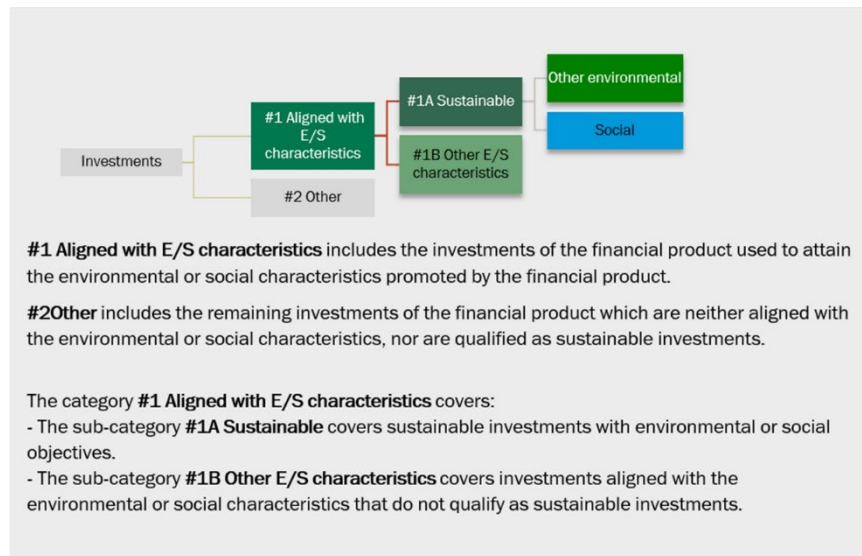 Other environmental
#1A Sustainable
#1 Aligned with
E/S
characteristics
Social
#1B Other E/S
characteristics
Investments
#2 Other
#1 Aligned with E/S characteristics includes the investments of the financial product used to attain
the environmental or social characteristics promoted by the financial product.
#2Other includes the remaining investments of the financial product which are neither aligned with
the environmental or social characteristics, nor are qualified as sustainable investments.
The category #1 Aligned with E/S characteristics covers:
- The sub-category #1A Sustainable covers sustainable investments with environmental or social
objectives.
- The sub-category #1B Other E/S characteristics covers investments aligned with the
environmental or social characteristics that do not qualify as sustainable investments.